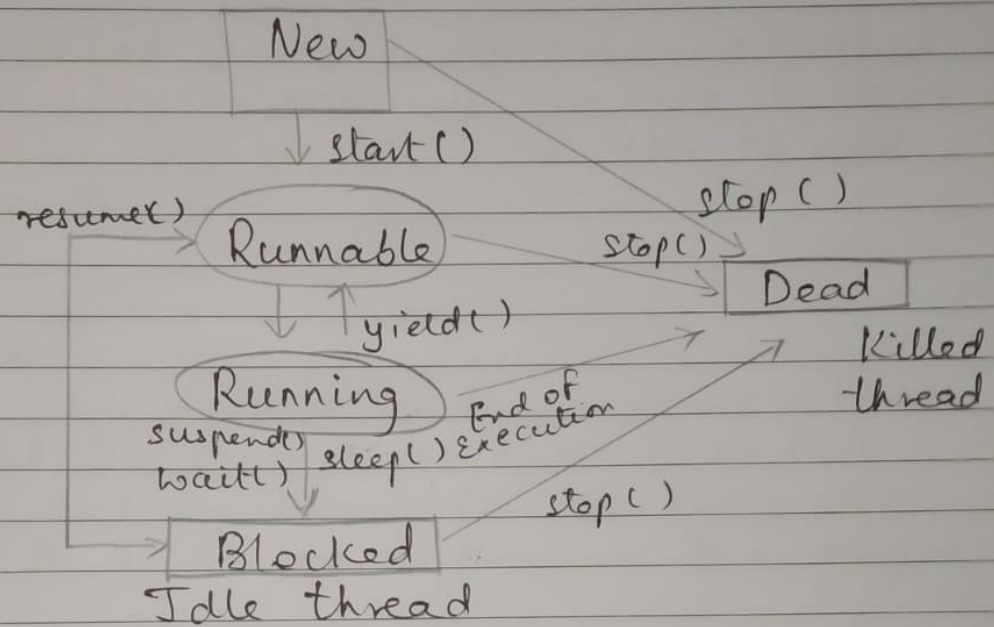 New
start()
resume()
stop()
Runnable
stop()
Dead
yield()
Killed
thread
Running
End of
Execution
suspend()
wait()
sleep()
stop()
Blocked
Idle thread